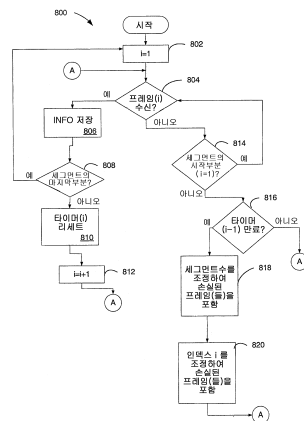 800
시작
i=1
802
A
프레임(i)
수신?
804
예
아니오
INFO 저장
806
세그먼트의
시작부분
(i=1)?
814
예
아니오
세그먼트의
마지막부분?
808
예
아니오
타이머(i)
리세트
810
i=i+1
812
A
타이머
(i-1) 만료?
816
예
아니오
A
세그먼트수를
조정하여
손실된
프레임(들)을
포함
818
인덱스 i를
조정하여
손실된
프레임(들)을
포함
820
A